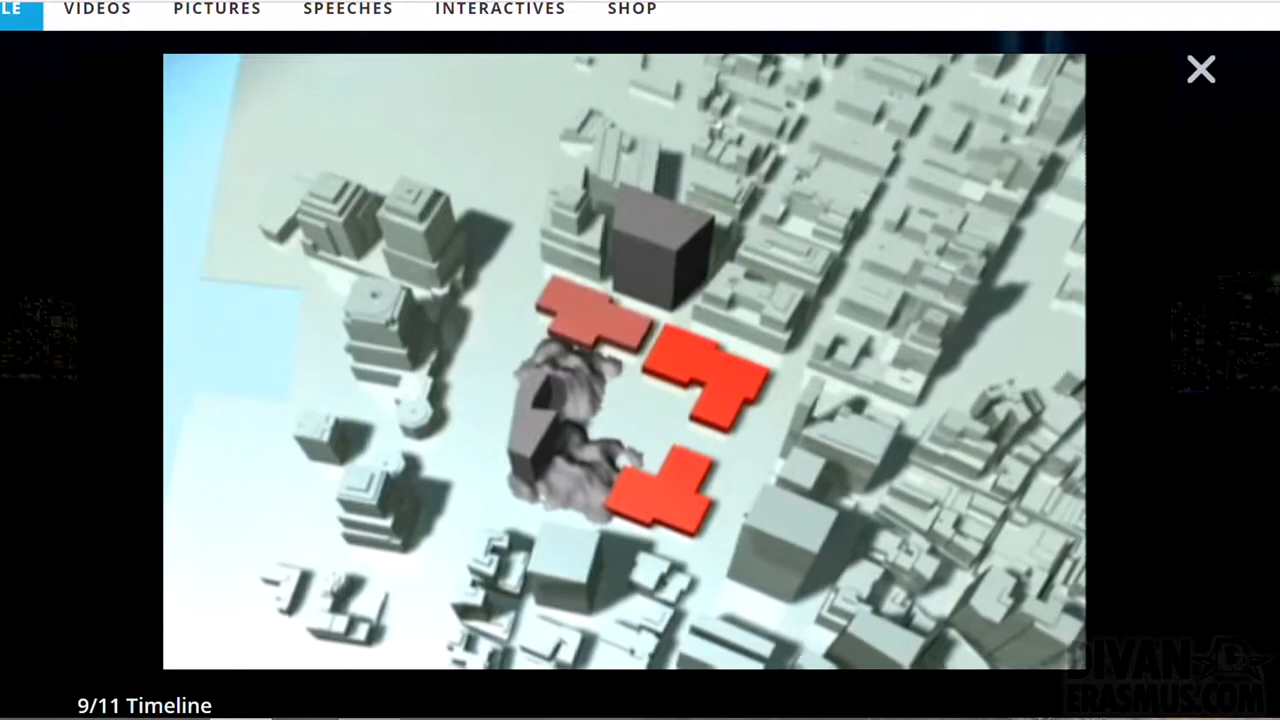 LE VIDEOS PICTURES SPEECHES INTERACTIVES SHOP
9/11 Timeline
DIVAN
ERASMUS.COM